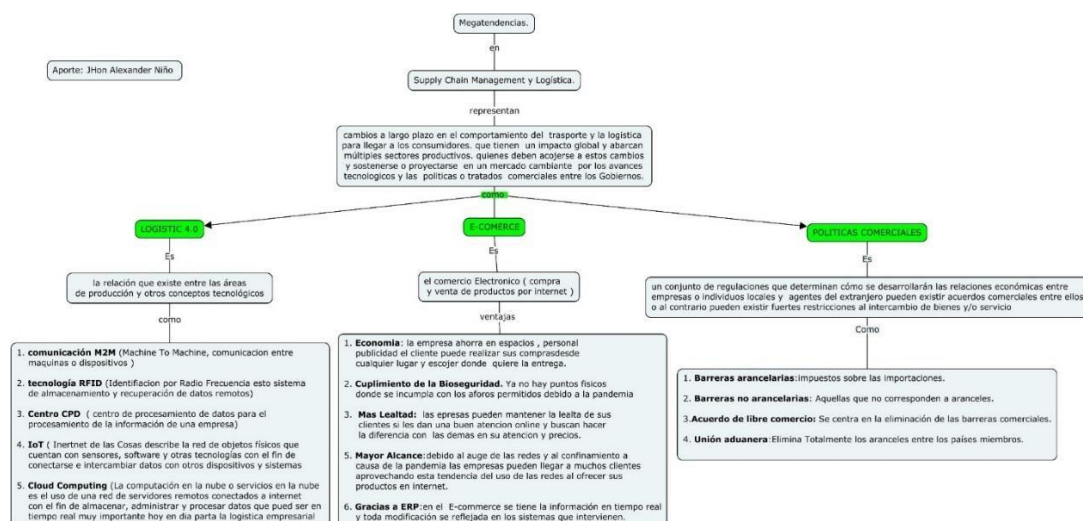 Megatendencias.
en
Aporte: JHon Alexander Niño
Supply Chain Management y Logística.
representan
cambios a largo plazo en el comportamiento del trasporte y la logistica
para llegar a los consumidores. que tienen un impacto global y abarcan
múltiples sectores productivos. quienes deben acojerse a estos cambios
y sostenerse o proyectarse en un mercado cambiante por los avances
tecnologicos y las politicas o tratados comerciales entre los Gobiernos.
como
LOGISTIC 4.0
Es
la relación que existe entre las áreas
de producción y otros conceptos tecnológicos
como
1. comunicación M2M (Machine To Machine, comunicacion entre
maquinas o dispositivos )
2. tecnología RFID (Identifiacion por Radio Frecuencia esto sistema
de almacenamiento y recuperación de datos remotos)
3. Centro CPD ( centro de procesamiento de datos para el
procesamiento de la información de una empresa)
4. IoT ( Inertnet de las Cosas describe la red de objetos físicos que
cuentan con sensores, software y otras tecnologías con el fin de
conectarse e intercambiar datos con otros dispositivos y sistemas
5. Cloud Computing (La computación en la nube o servicios en la nube
es el uso de una red de servidores remotos conectados a internet
con el fin de almacenar, administrar y procesar datos que pued ser en
tiempo real muy importante hoy en dia parta la logistica empresarial
E-COMERCE
Es
el comercio Electronico ( compra
y venta de productos por internet )
ventajas
1. Economia: la empresa ahorra en espacios , personal
publicidad el cliente puede realizar sus comprasdesde
cualquier lugar y escojer donde quiere la entrega.
2. Cuplimiento de la Bioseguridad. Ya no hay puntos fisicos
donde se incumpla con los aforos permitidos debido a la pandemia
3. Mas Lealtad: las epresas pueden mantener la lealta de sus
clientes si les dan una buen atencion online y buscan hacer
la diferencia con las demas en su atention y precios.
5. Mayor Alcance:debido al auge de las redes y al confinamiento a
causa de la pandemia las empresas pueden llegar a muchos clientes
aprovechando esta tendencia del uso de las redes al ofrecer sus
productos en internet.
6. Gracias a ERP:en el E-commerce se tiene la información en tiempo real
y toda modificación se reflejada en los sistemas que intervienen.
POLITICAS COMERCIALES
Es
un conjunto de regulaciones que determinan cómo se desarrollarán las relaciones económicas entre
empresas o individuos locales y agentes del extranjero pueden existir acuerdos comerciales entre ellos
o al contrario pueden existir fuertes restricciones al intercambio de bienes y/o servicio
Como
1. Barreras arancelarias:impuestos sobre las importaciones.
2. Barreras no arancelarias: Aquellas que no corresponden a aranceles.
3.Acuerdo de libre comercio: Se centra en la eliminación de las barreras comerciales.
4. Unión aduanera:Elimina Totalmente los aranceles entre los países miembros.